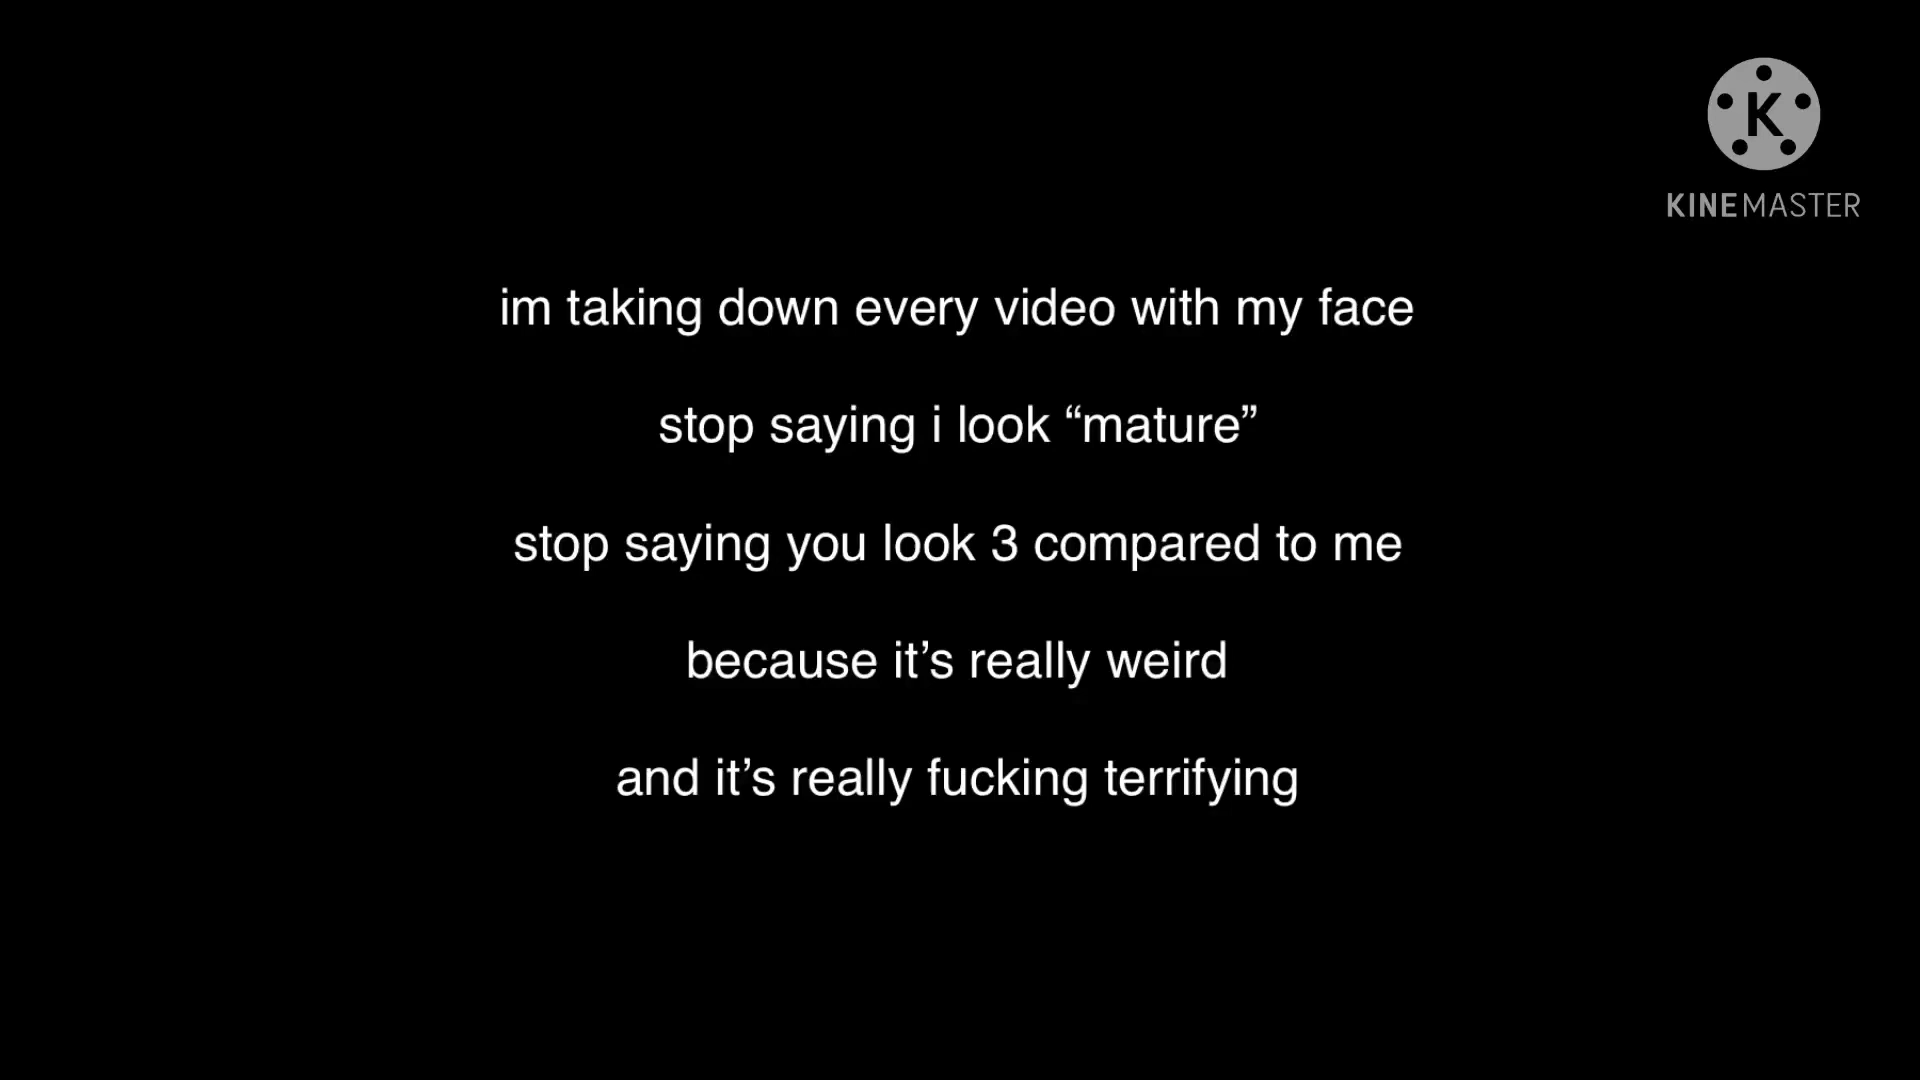 K
KINEMASTER
im taking down every video with my face
stop saying i look “mature”
stop saying you look 3 compared to me
because it’s really weird
and it’s really fucking terrifying